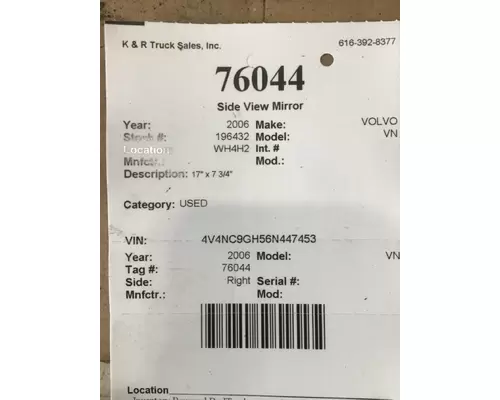 K & R Truck Sales, Inc. 616-392-8377
76044
Side View Mirror
Year: 2006 Make: VOLVO
Stock #: 196432 Model: VN
Location: WH4H2 Int. #
Mnfctr.: Mod.:
Description: 17" x 7 3/4"
Category: USED
VIN: 4V4NC9GH56N447453
Year: 2006 Model: VN
Tag #: 76044
Side: Right Serial #:
Mnfctr.: Mod:
Location